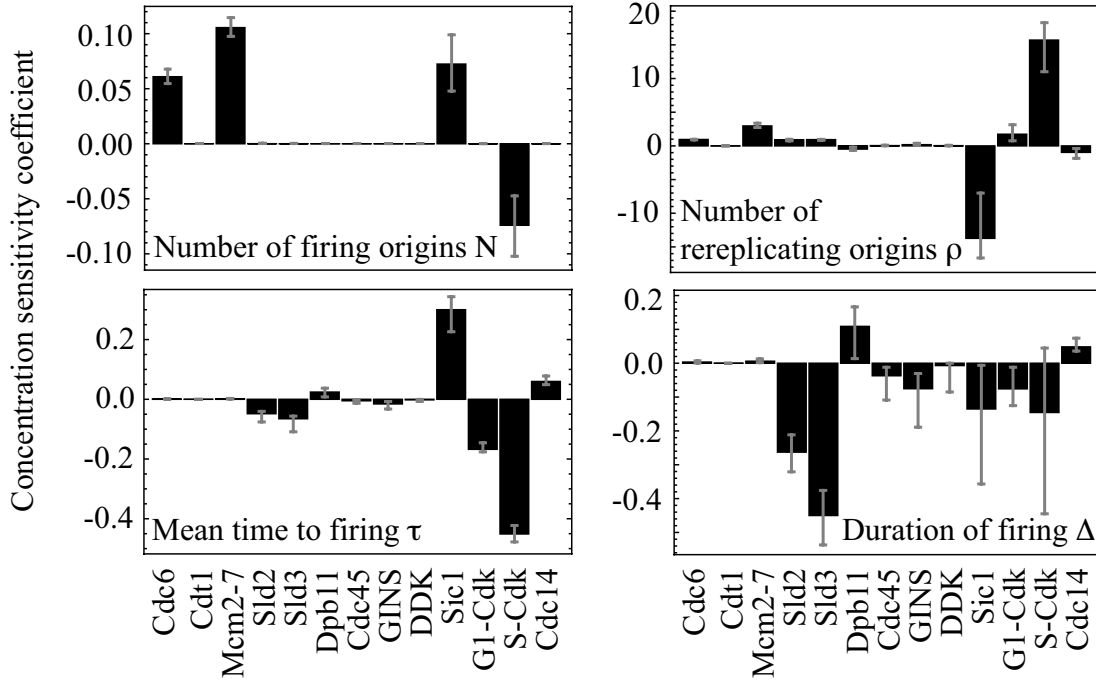 Concentration sensitivity coefficient
0.10
0.05
0.00
-0.05
-0.10
Number of firing origins N
20
10
0
-10
Number of
rereplicating origins ρ
0.2
0.0
-0.2
-0.4
Mean time to firing τ
0.2
0.0
-0.2
-0.4
Duration of firing Δ
Cdc6
Cdt1
Mcm2-7
Sld2
Sld3
Dpb11
Cdc45
GINS
DDK
Sic1
G1-Cdk
S-Cdk
Cdc14
Cdc6
Cdt1
Mcm2-7
Sld2
Sld3
Dpb11
Cdc45
GINS
DDK
Sic1
G1-Cdk
S-Cdk
Cdc14